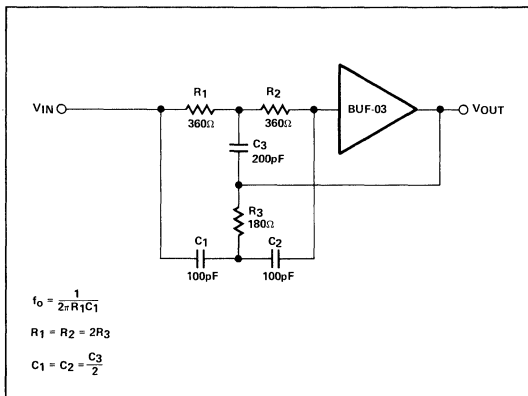 R1
R2
VIN
360Ω
360Ω
BUF-03
VOUT
C3
200pF
R3
180Ω
C1
C2
100pF
100pF
fo = 1/2πR1C1
R1 = R2 = 2R3
C1 = C2 = C3/2